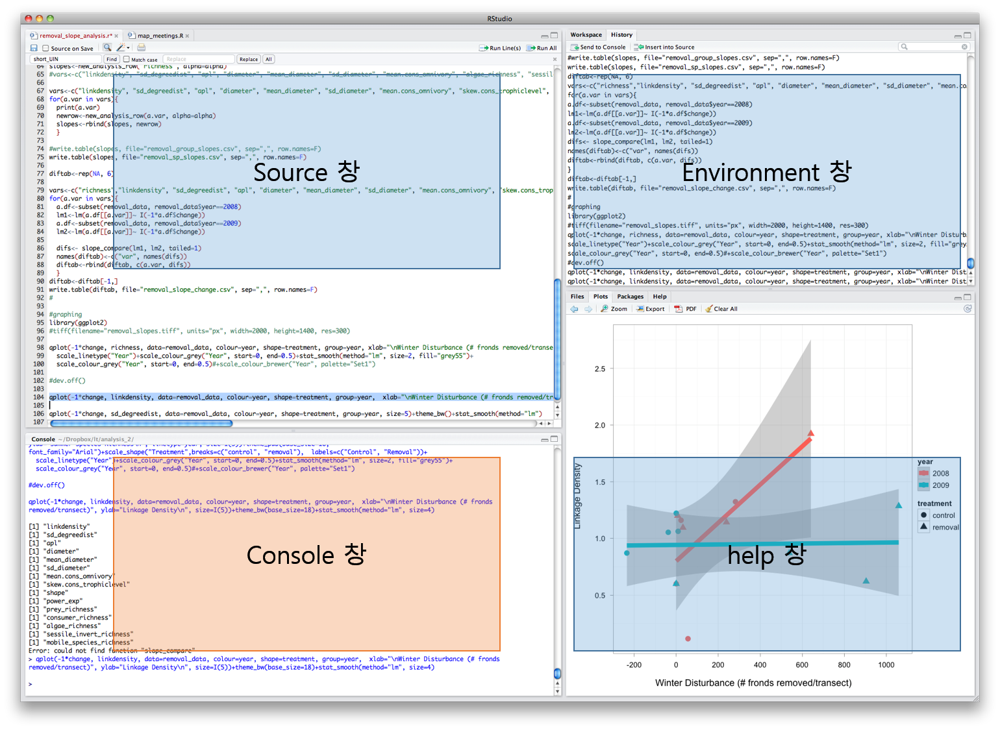 RStudio
removal_slope_analysis.r* ×
map_meetings.R ×
Source on Save
Run Line(s)
Run All
short_UIN
Find
Match case
Replace
Replace
All
64 slopes<-new_analysis_row("richness", alpha=alpha)
65 #vars<-c("linkdensity", "sd_degreedist", "apl", "diameter", "mean_diameter", "sd_diameter", "mean.cons_omnivory", "algae_richness", "sessil
66
67 vars<-c("linkdensity", "sd_degreedist", "apl", "diameter", "mean_diameter", "sd_diameter", "mean.cons_omnivory", "skew.cons_trophiclevel",
68 for(a.var in vars){
69 print(a.var)
70 newrow<-new_analysis_row(a.var, alpha=alpha)
71 slopes<-rbind(slopes, newrow)
72 }
73
74 #write.table(slopes, file="removal_group_slopes.csv", sep=",", row.names=F)
75 write.table(slopes, file="removal_sp_slopes.csv", sep=",", row.names=F)
76
77 diftab<-rep(NA, 6)
78
79 vars<-c("richness","linkdensity", "sd_degreedist", "apl", "diameter", "mean_diameter", "sd_diameter", "mean.cons_omnivory", "skew.cons_trop
80 for(a.var in vars){
81 a.df<-subset(removal_data, removal_data$year==2008)
82 lm1<-lm(a.df[[a.var]]~ I(-1*a.df$change))
83 a.df<-subset(removal_data, removal_data$year==2009)
84 lm2<-lm(a.df[[a.var]]~ I(-1*a.df$change))
85
86 difs<- slope_compare(lm1, lm2, tailed=1)
87 names(diftab)<-c("var", names(difs))
88 diftab<-rbind(diftab, c(a.var, difs))
89 }
90 diftab<-diftab[-1,]
91 write.table(diftab, file="removal_slope_change.csv", sep=",", row.names=F)
92 #
93
94 #graphing
95 library(ggplot2)
96 #tiff(filename="removal_slopes.tiff", units="px", width=2000, height=1400, res=300)
97
98 qplot(-1*change, richness, data=removal_data, colour=year, shape=treatment, group=year, xlab="\nWinter Disturbance (# fronds removed/transe
99 scale_linetype("Year")+scale_colour_grey("Year", start=0, end=0.5)+stat_smooth(method="lm", size=2, fill="grey55")+
100 scale_colour_grey("Year", start=0, end=0.5)#+scale_colour_brewer("Year", palette="Set1")
101
102 #dev.off()
103
104 qplot(-1*change, linkdensity, data=removal_data, colour=year, shape=treatment, group=year, xlab="\nWinter Disturbance (# fronds removed/tr
105
106 qplot(-1*change, sd_degreedist, data=removal_data, colour=year, shape=treatment, group=year, size=5)+theme_bw()+stat_smooth(method="lm")
107
Source 창
Console ~/Dropbox/lt/analysis_2/
font_family="Arial")+scale_shape("Treatment",breaks=c("control", "removal"), labels=c("Control", "Removal"))+
scale_linetype("Year")+scale_colour_grey("Year", start=0, end=0.5)+stat_smooth(method="lm", size=2, fill="grey55")+
scale_colour_grey("Year", start=0, end=0.5)#+scale_colour_brewer("Year", palette="Set1")
#dev.off()
qplot(-1*change, linkdensity, data=removal_data, colour=year, shape=treatment, group=year, xlab="\nWinter Disturbance (# fronds
removed/transect)", ylab="Linkage Density\n", size=I(5))+theme_bw(base_size=18)+stat_smooth(method="lm", size=4)
[1] "linkdensity"
[1] "sd_degreedist"
[1] "apl"
[1] "diameter"
[1] "mean_diameter"
[1] "sd_diameter"
[1] "mean.cons_omnivory"
[1] "skew.cons_trophiclevel"
[1] "shape"
[1] "power_exp"
[1] "prey_richness"
[1] "consumer_richness"
[1] "algae_richness"
[1] "sessile_invert_richness"
[1] "mobile_species_richness"
Error: could not find function "slope_compare"
> qplot(-1*change, linkdensity, data=removal_data, colour=year, shape=treatment, group=year, xlab="\nWinter Disturbance (# fronds
removed/transect)", ylab="Linkage Density\n", size=I(5))+theme_bw(base_size=18)+stat_smooth(method="lm", size=4)
>
Console 창
Workspace History
Send to Console
Insert into Source
#write.table(slopes, file="removal_group_slopes.csv", sep=",", row.names=F)
write.table(slopes, file="removal_sp_slopes.csv", sep=",", row.names=F)
diftab<-rep(NA, 6)
vars<-c("richness","linkdensity", "sd_degreedist", "apl", "diameter", "mean_diameter", "sd_diameter", "mean.co
for(a.var in vars){
a.df<-subset(removal_data, removal_data$year==2008)
lm1<-lm(a.df[[a.var]]~ I(-1*a.df$change))
a.df<-subset(removal_data, removal_data$year==2009)
lm2<-lm(a.df[[a.var]]~ I(-1*a.df$change))
difs<- slope_compare(lm1, lm2, tailed=1)
names(diftab)<-c("var", names(difs))
diftab<-rbind(diftab, c(a.var, difs))
}
diftab<-diftab[-1,]
write.table(diftab, file="removal_slope_change.csv", sep=",", row.names=F)
#
#graphing
library(ggplot2)
#tiff(filename="removal_slopes.tiff", units="px", width=2000, height=1400, res=300)
qplot(-1*change, richness, data=removal_data, colour=year, shape=treatment, group=year, xlab="\nWinter Disturb
scale_linetype("Year")+scale_colour_grey("Year", start=0, end=0.5)+stat_smooth(method="lm", size=2, fill="grey
scale_colour_grey("Year", start=0, end=0.5)#+scale_colour_brewer("Year", palette="Set1")
#dev.off()
qplot(-1*change, linkdensity, data=removal_data, colour=year, shape=treatment, group=year, xlab="\nWinter Dist
qplot(-1*change, linkdensity, data=removal_data, colour=year, shape=treatment, group=year, xlab="\nWinter Dist
Environment 창
Files Plots Packages Help
Zoom Export PDF Clear All
2.5
2.0
1.5
1.0
0.5
Linkage Density
-200 0 200 400 600 800 1000
Winter Disturbance (# fronds removed/transect)
year
2008
2009
treatment
control
removal
help 창